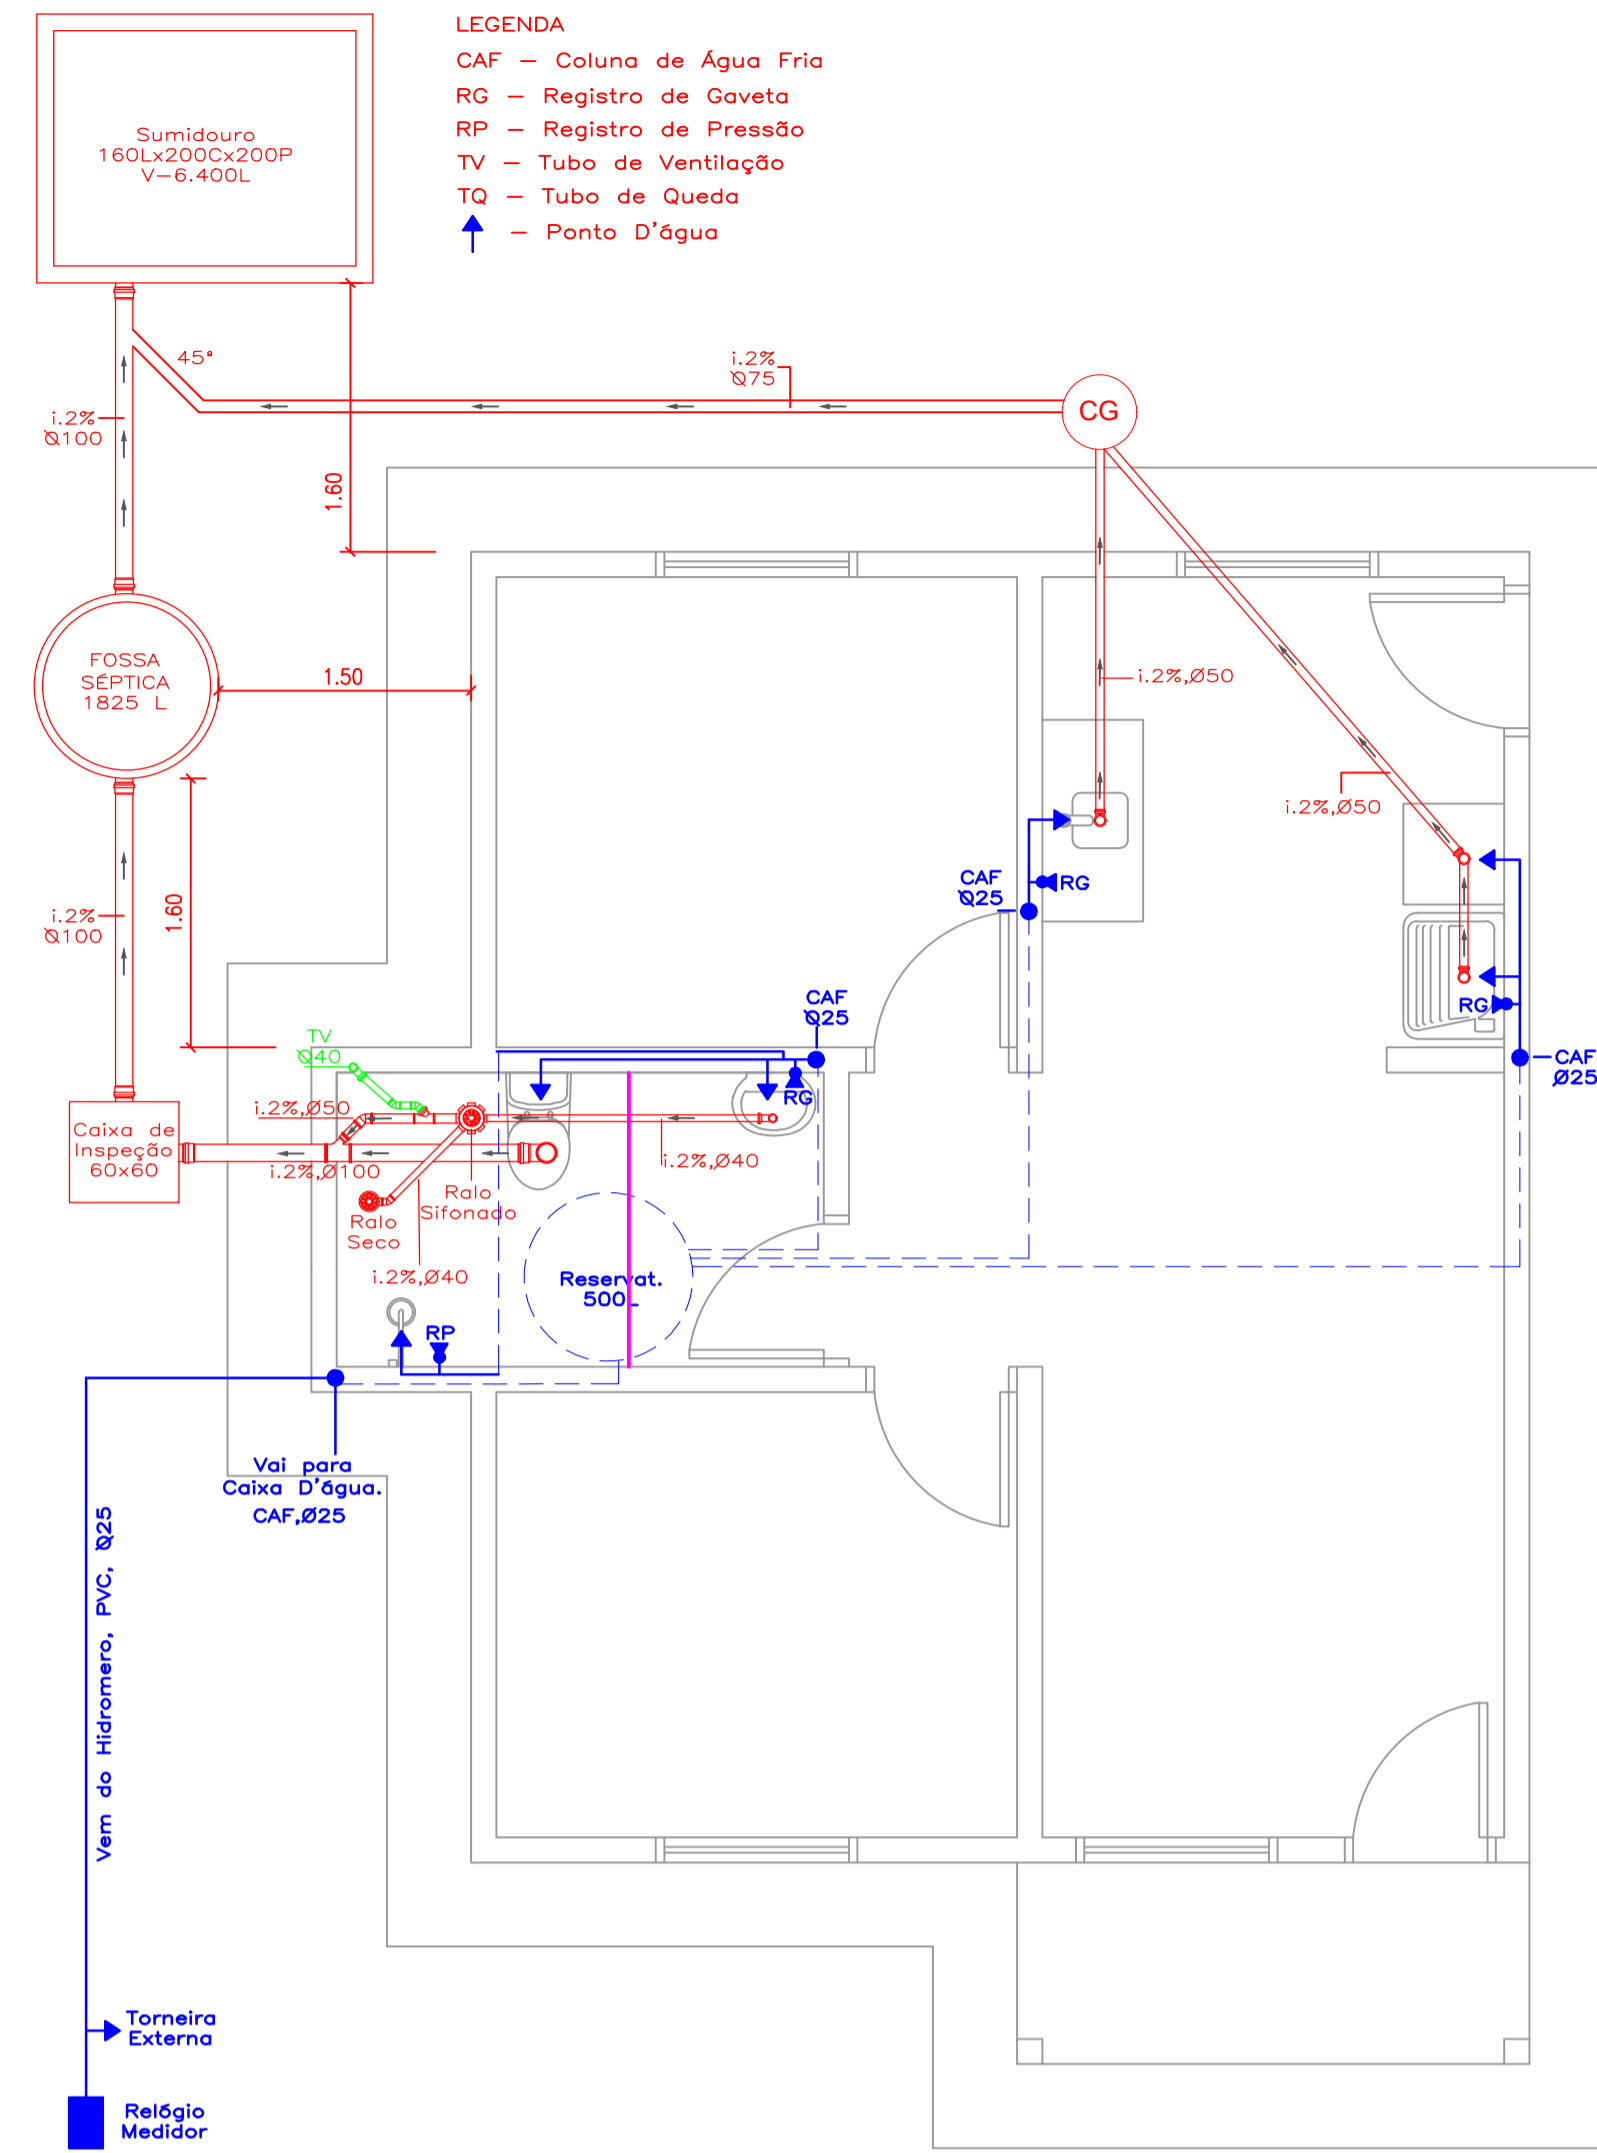 LEGENDA
CAF – Coluna de Água Fria
RG – Registro de Gaveta
RP – Registro de Pressão
TV – Tubo de Ventilação
TQ – Tubo de Queda
– Ponto D'água
Sumidouro
160Lx200Cx200P
V–6.400L
45°
i.2%
Ø75
CG
i.2%
Ø100
1.60
FOSSA
SÉPTICA
1825 L
1.50
i.2%,Ø50
i.2%,Ø50
CAF
Ø25
RG
i.2%
Ø100
1.60
CAF
Ø25
RG
CAF
Ø25
TV
Ø40
RG
i.2%,Ø50
Caixa de
Inspeção
60x60
i.2%,Ø100
i.2%,Ø40
Ralo
Sifonado
Ralo
Seco
i.2%,Ø40
Reservat.
500L
RP
Vai para
Caixa D'água.
CAF,Ø25
Vem do Hidromero, PVC, Ø25
Torneira
Externa
Relógio
Medidor